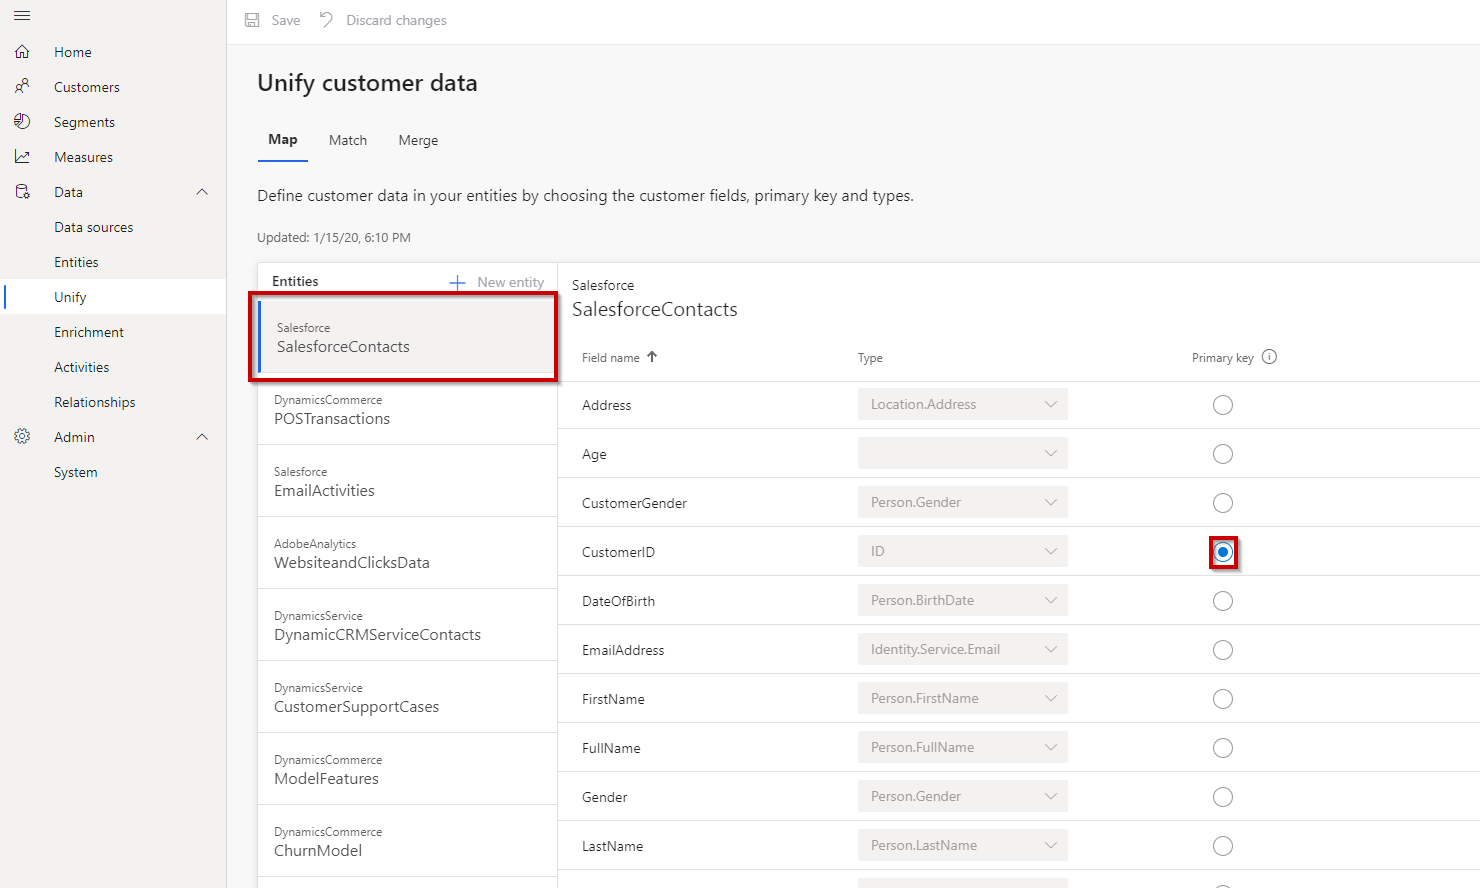 Save
Discard changes
Home
Customers
Segments
Measures
Data
Data sources
Entities
Unify
Enrichment
Activities
Relationships
Admin
System
Unify customer data
Map Match Merge
Define customer data in your entities by choosing the customer fields, primary key and types.
Updated: 1/15/20, 6:10 PM
Entities
New entity
Salesforce
SalesforceContacts
DynamicsCommerce
POSTransactions
Salesforce
EmailActivities
AdobeAnalytics
WebsiteandClicksData
DynamicsService
DynamicCRMServiceContacts
DynamicsService
CustomerSupportCases
DynamicsCommerce
ModelFeatures
DynamicsCommerce
ChurnModel
Salesforce
SalesforceContacts
Field name Type Primary key
Address Location.Address
Age
CustomerGender Person.Gender
CustomerID ID
DateOfBirth Person.BirthDate
EmailAddress Identity.Service.Email
FirstName Person.FirstName
FullName Person.FullName
Gender Person.Gender
LastName Person.LastName